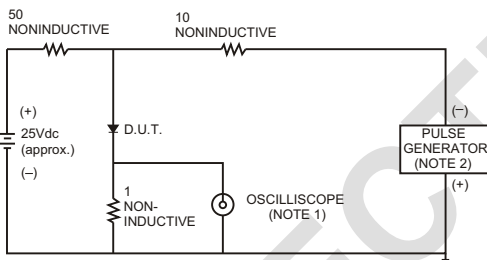 50
NONINDUCTIVE
10
NONINDUCTIVE
(+)
25Vdc
(approx.)
(–)
D.U.T.
1
NON-
INDUCTIVE
OSCILLISCOPE
(NOTE 1)
(–)
PULSE
GENERATOR
(NOTE 2)
(+)